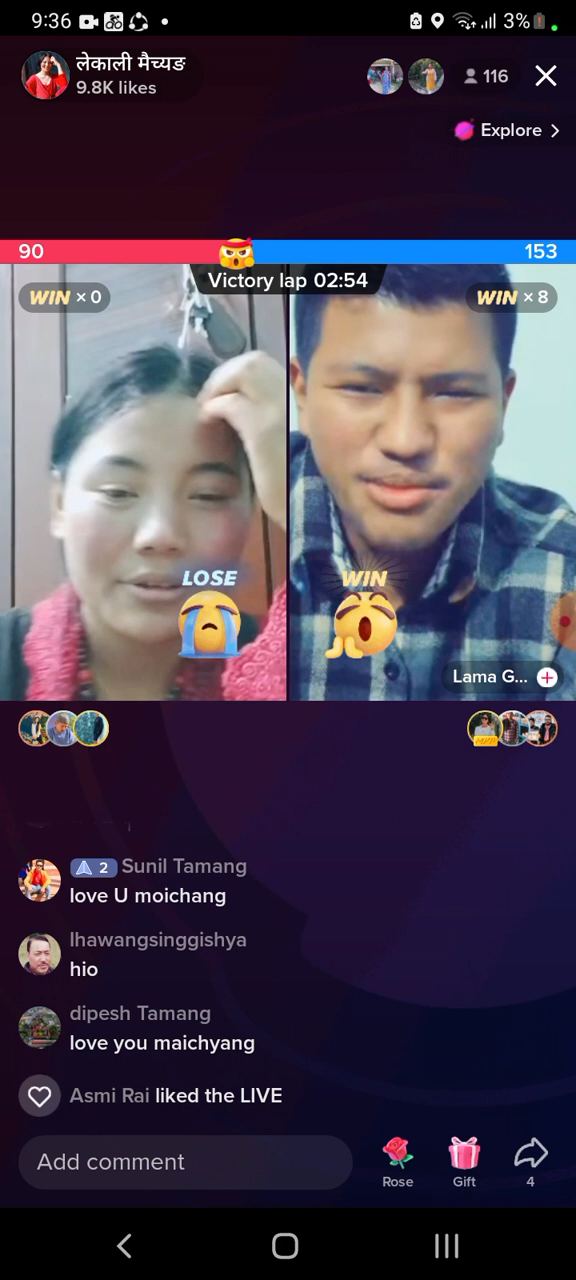 9:36
3%
लेकाली मैच्यङ
9.8K likes
116
Explore
90
153
Victory lap 02:54
WIN × 0
WIN × 8
LOSE
WIN
Lama G...
2 Sunil Tamang
love U moichang
lhawangsinggishya
hio
dipesh Tamang
love you maichyang
Asmi Rai liked the LIVE
Add comment
Rose
Gift
4